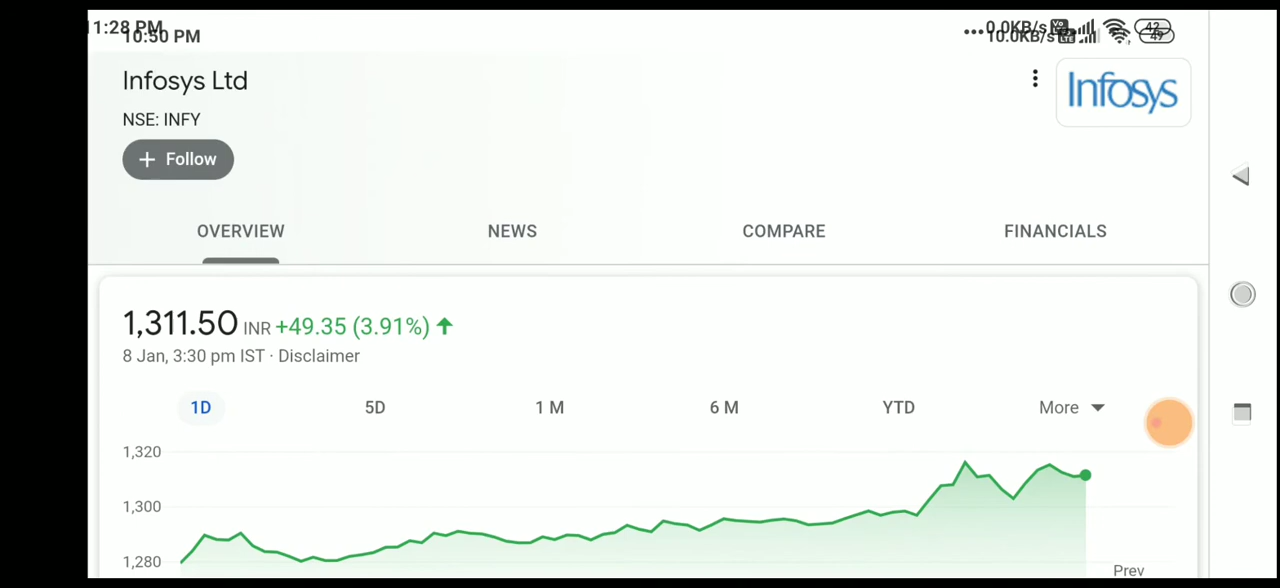 11:28 PM
10:50 PM
... 0.0KB/s 42
10.0KB/s 49
Infosys Ltd
Infosys
NSE: INFY
+ Follow
OVERVIEW NEWS COMPARE FINANCIALS
1,311.50 INR +49.35 (3.91%) ↑
8 Jan, 3:30 pm IST · Disclaimer
1D 5D 1 M 6 M YTD More
1,320
1,300
1,280
Prev